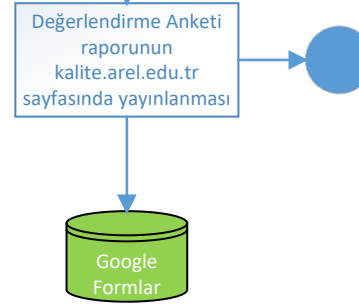 Değerlendirme Anketi
raporunun
kalite.arel.edu.tr
sayfasında yayınlanması
Google
Formlar